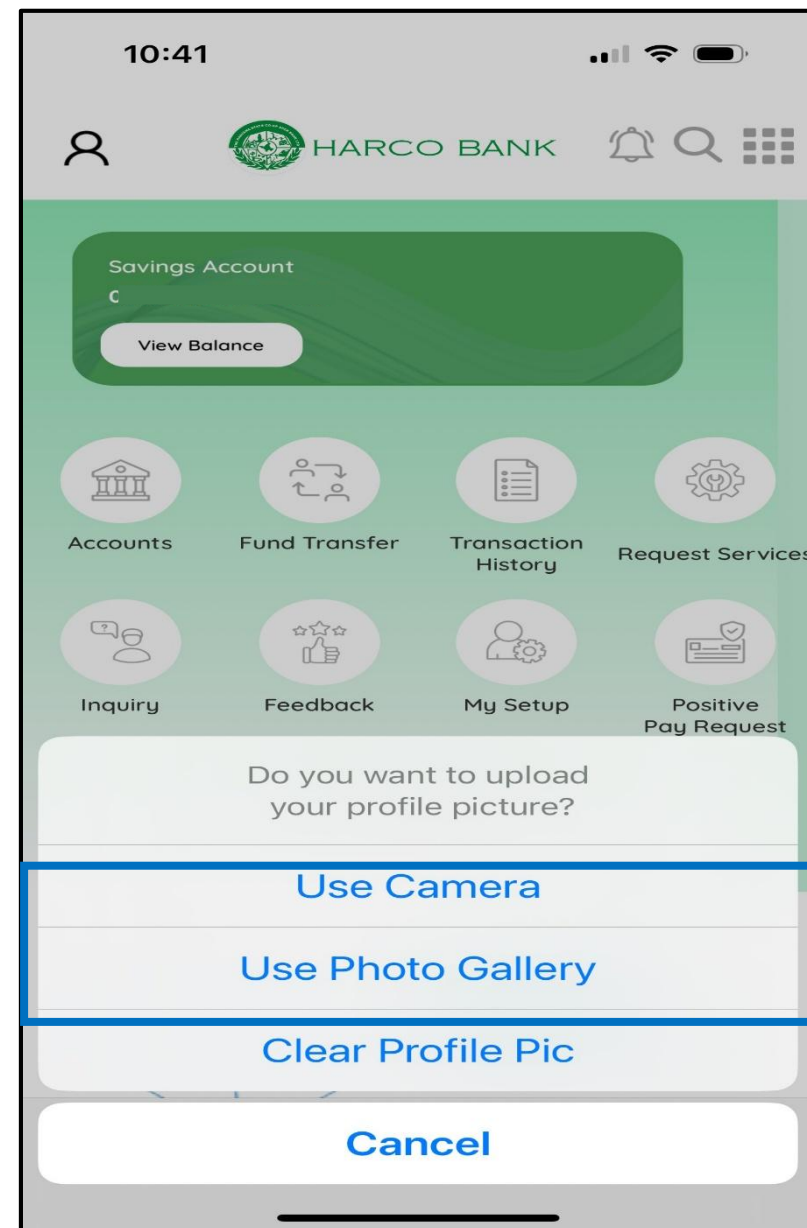 10:41
HARCO BANK
Savings Account
C
View Balance
Accounts
Fund Transfer
Transaction
History
Request Services
Inquiry
Feedback
My Setup
Positive
Pay Request
Do you want to upload
your profile picture?
Use Camera
Use Photo Gallery
Clear Profile Pic
Cancel